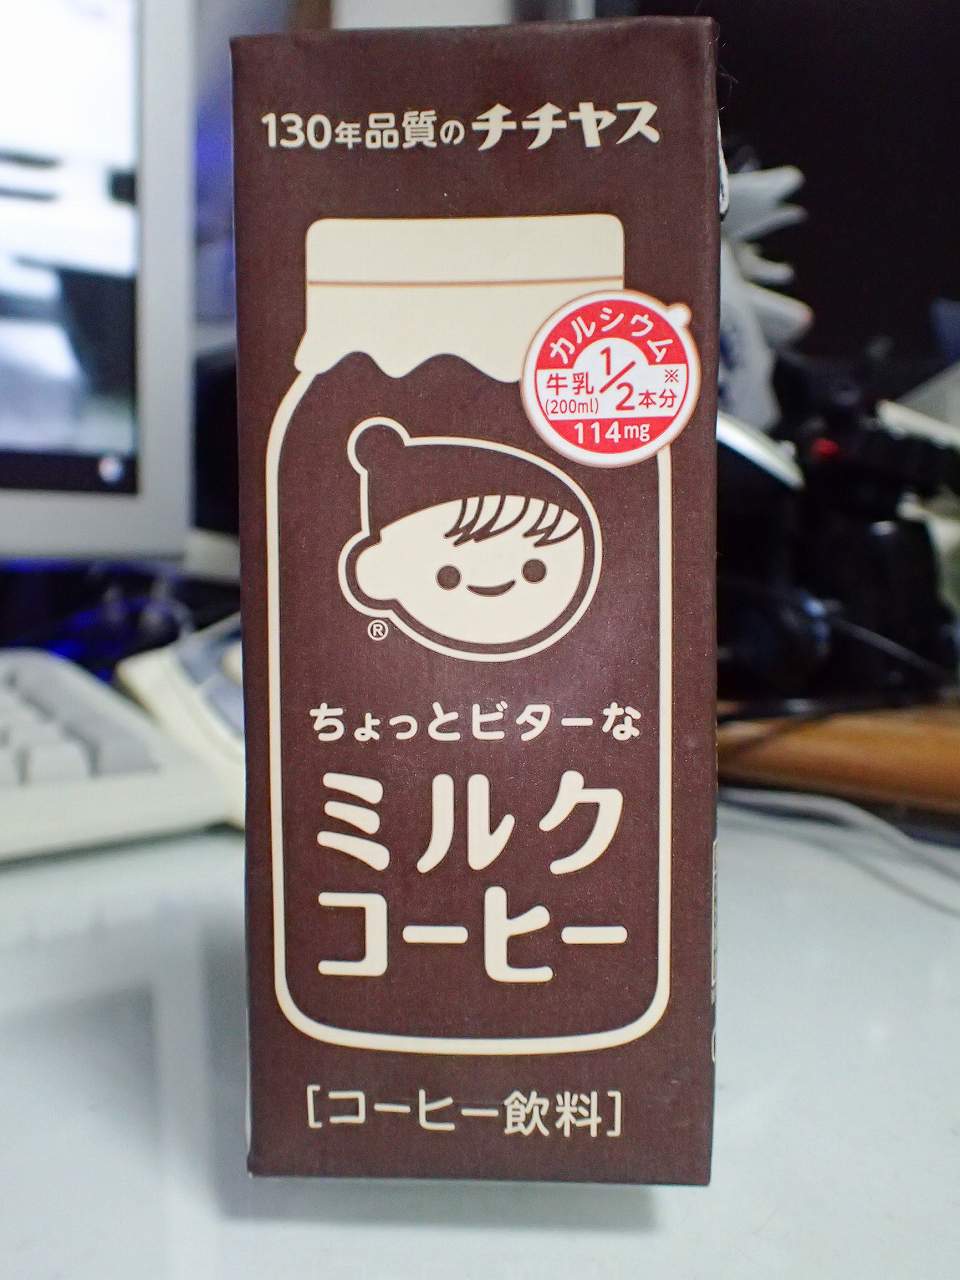 130年品質のチチヤス
カルシウム
牛乳
(200ml)
1/2
※
本分
114mg
®
ちょっとビターな
ミルク
コーヒー
[コーヒー飲料]